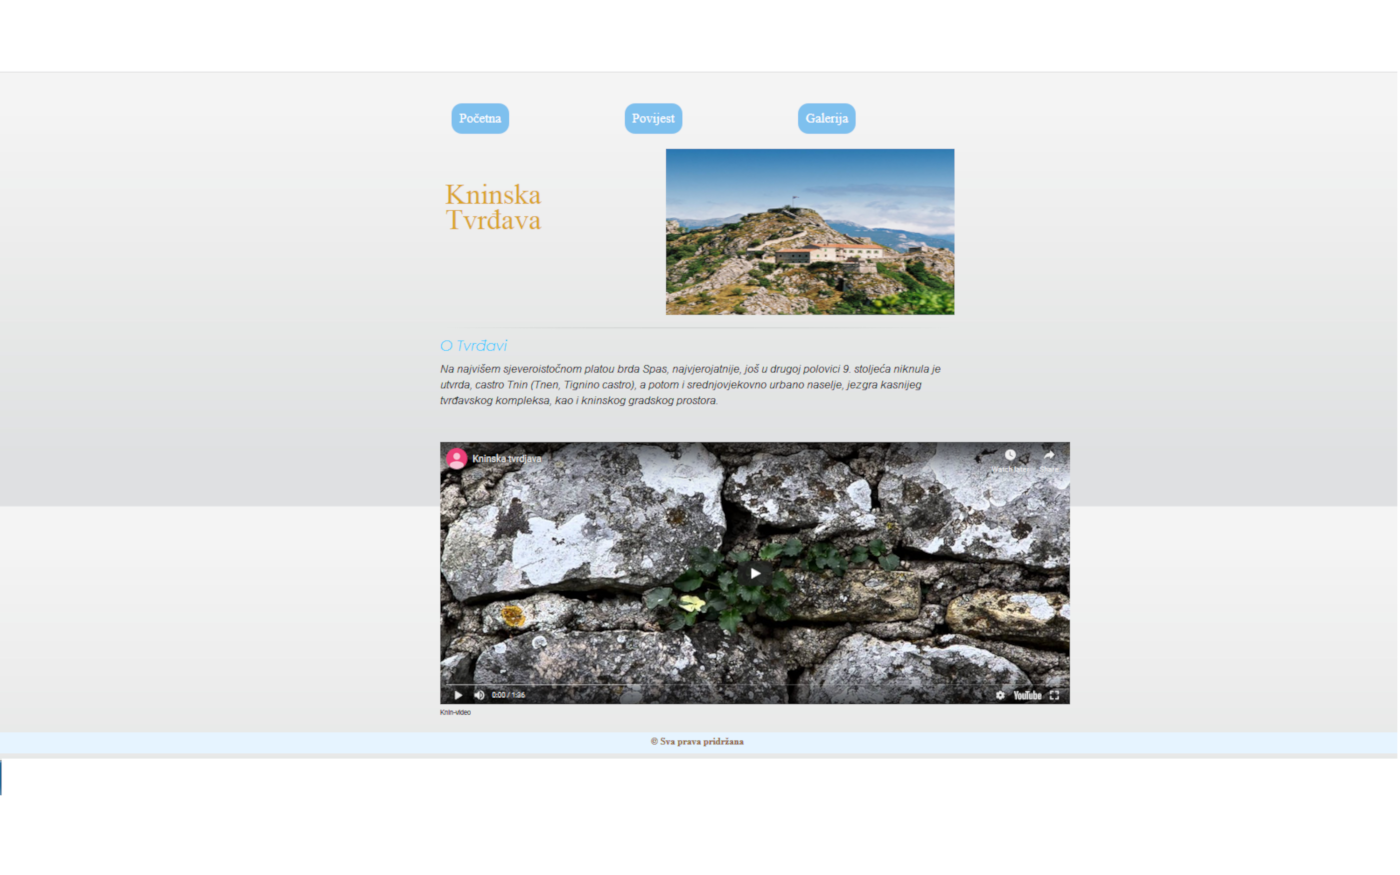 Početna
Povijest
Galerija
Kninska
Tvrđava
O Tvrđavi
Na najvišem sjeveroistočnom platou brda Spas, najvjerojatnije, još u drugoj polovici 9. stoljeća niknula je
utvrda, castro Tnin (Tnen, Tignino castro), a potom i srednjovjekovno urbano naselje, jezgra kasnijeg
tvrđavskog kompleksa, kao i kninskog gradskog prostora.
Kninska tvrdjava
Watch later Share
0:00 / 1:26
YouTube
Knin-video
© Sva prava pridržana